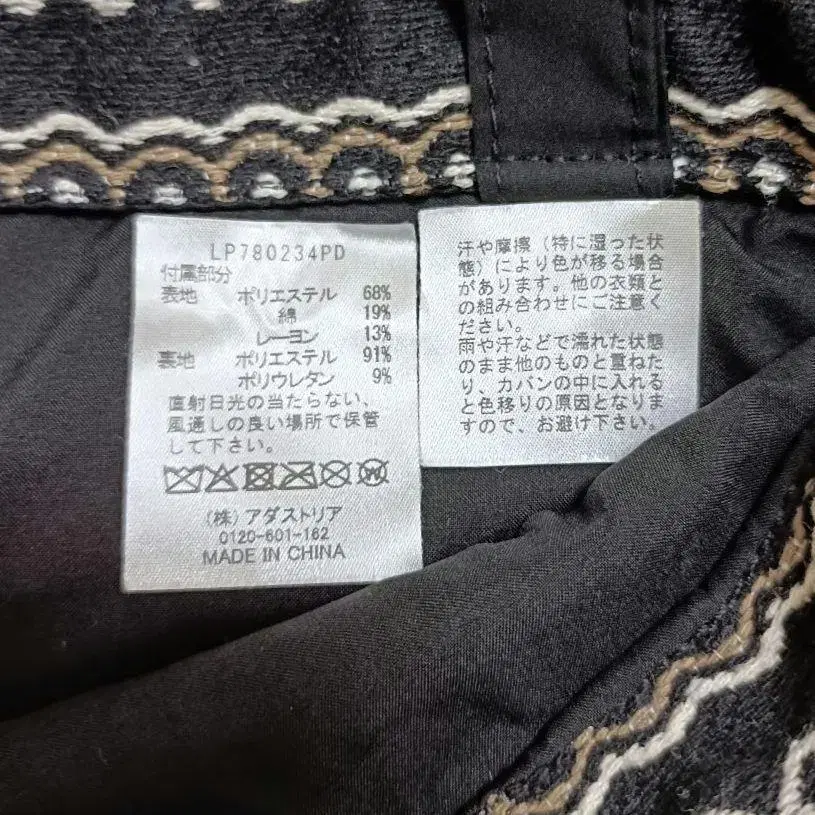 LP780234PD
付属部分
表地 ポリエステル 68%
綿 19%
レーヨン 13%
裏地 ポリエステル 91%
ポリウレタン 9%
直射日光の当たらない、
風通しの良い場所で保管
して下さい。
(株) アダストリア
0120-601-162
MADE IN CHINA
汗や摩擦（特に湿った状
態）により色が移る場合
があります。他の衣類と
の組み合わせにご注意く
ださい。
雨や汗などで濡れた状態
のまま他のものと重ねた
り、カバンの中に入れる
と色移りの原因となりま
すので、お避け下さい。